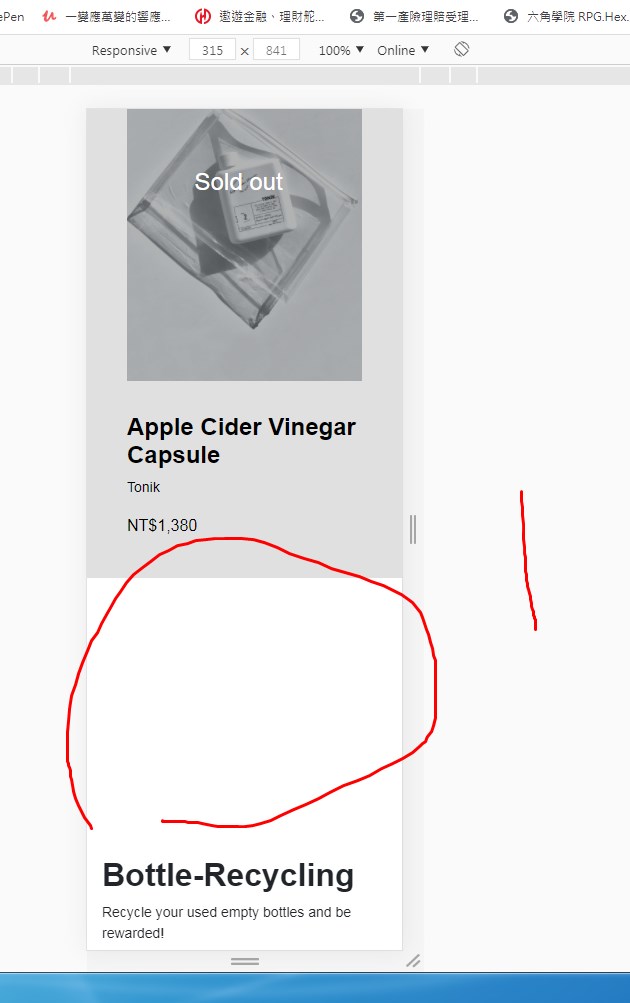 ePen 一變應萬變的響應... 遨遊金融、理財舵... 第一產險理賠受理... 六角學院 RPG.Hex.
Responsive ▼ 315 × 841 100% ▼ Online ▼
Sold out
Apple Cider Vinegar
Capsule
Tonik
NT$1,380
Bottle-Recycling
Recycle your used empty bottles and be
rewarded!